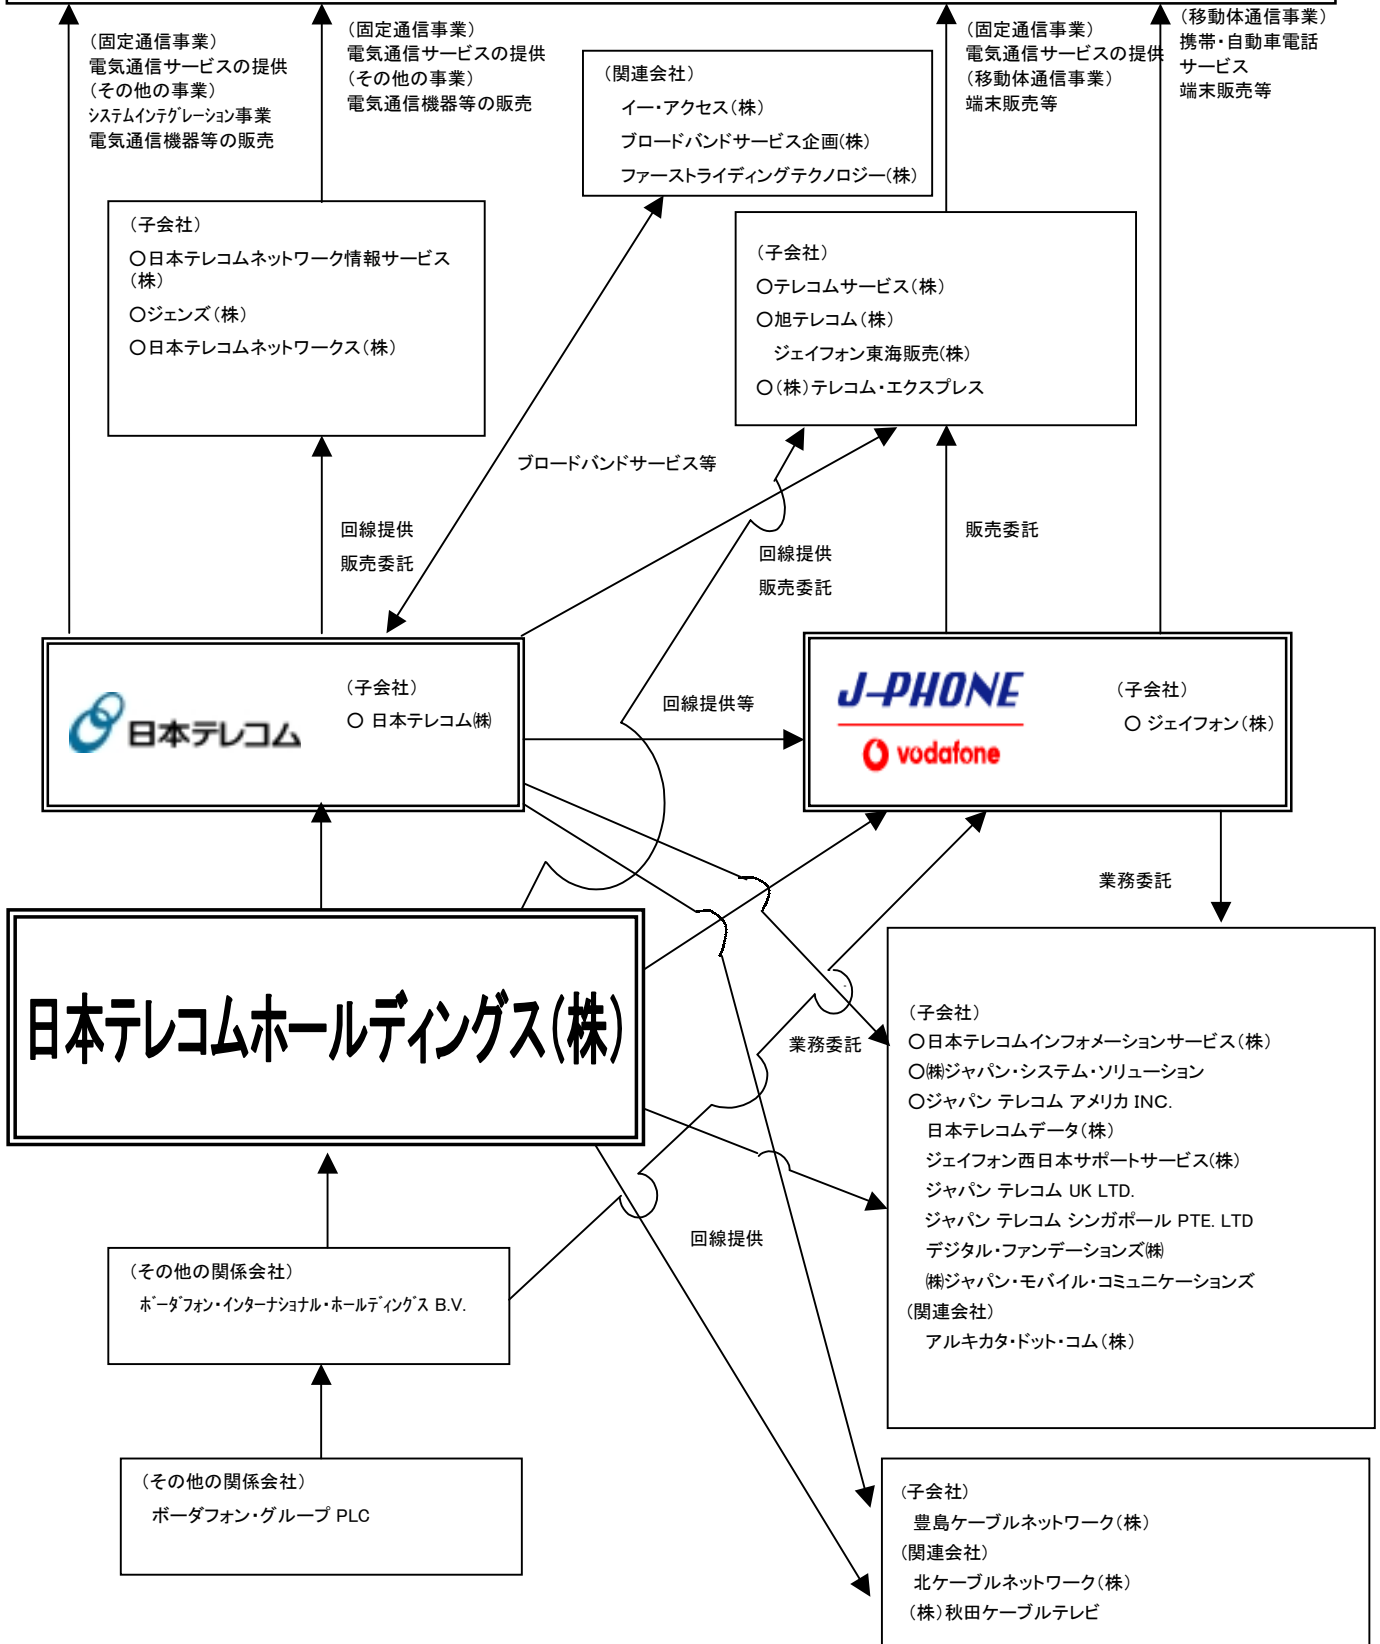 (固定通信事業)
電気通信サービスの提供
(その他の事業)
システムインテグレーション事業
電気通信機器等の販売
(固定通信事業)
電気通信サービスの提供
(その他の事業)
電気通信機器等の販売
(関連会社)
イー・アクセス(株)
ブロードバンドサービス企画(株)
ファーストライディングテクノロジー(株)
(固定通信事業)
電気通信サービスの提供
(移動体通信事業)
端末販売等
(移動体通信事業)
携帯・自動車電話
サービス
端末販売等
(子会社)
○日本テレコムネットワーク情報サービス
(株)
○ジェンズ(株)
○日本テレコムネットワークス(株)
(子会社)
○テレコムサービス(株)
○旭テレコム(株)
ジェイフォン東海販売(株)
○(株)テレコム・エクスプレス
ブロードバンドサービス等
回線提供
販売委託
回線提供
販売委託
販売委託
日本テレコム
(子会社)
○ 日本テレコム㈱
回線提供等
J-PHONE
vodafone
(子会社)
○ ジェイフォン(株)
業務委託
日本テレコムホールディングス(株)
業務委託
(子会社)
○日本テレコムインフォメーションサービス(株)
○㈱ジャパン・システム・ソリューション
○ジャパン テレコム アメリカ INC.
日本テレコムデータ(株)
ジェイフォン西日本サポートサービス(株)
ジャパン テレコム UK LTD.
ジャパン テレコム シンガポール PTE. LTD
デジタル・ファンデーションズ㈱
㈱ジャパン・モバイル・コミュニケーションズ
(関連会社)
アルキカタ・ドット・コム(株)
回線提供
(その他の関係会社)
ボーダフォン・インターナショナル・ホールディングス B.V.
(その他の関係会社)
ボーダフォン・グループ PLC
(子会社)
豊島ケーブルネットワーク(株)
(関連会社)
北ケーブルネットワーク(株)
(株)秋田ケーブルテレビ